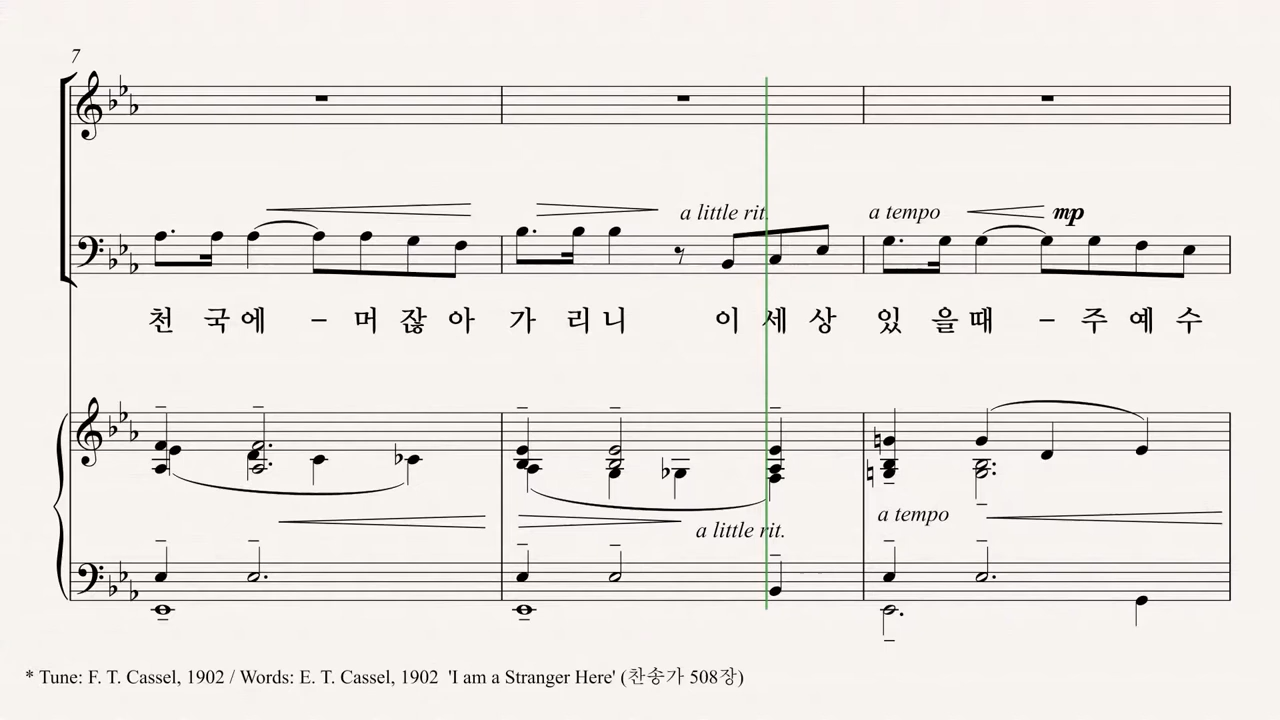 7
a little rit. a tempo mp
천 국에 – 머 잖 아 가 리 니 이 세 상 있 을때 – 주 예 수
a tempo
a little rit.
* Tune: F. T. Cassel, 1902 / Words: E. T. Cassel, 1902 'I am a Stranger Here' (찬송가 508장)